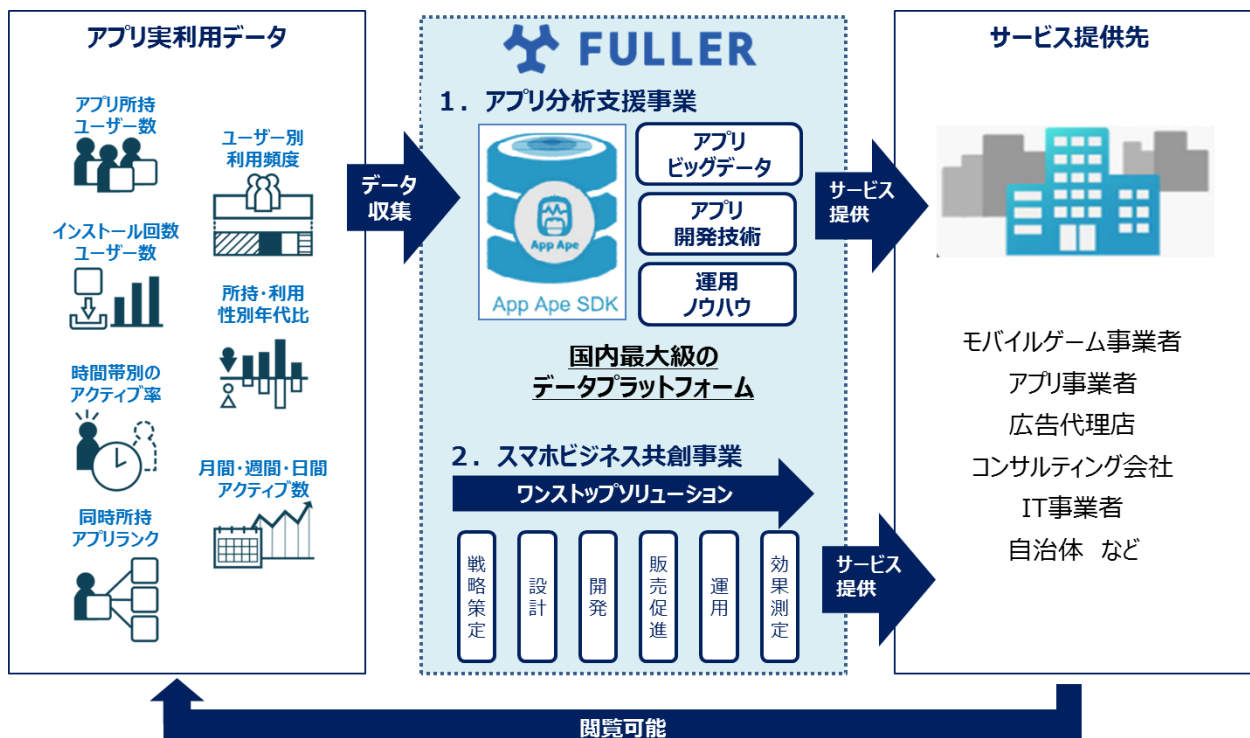 アプリ実利用データ
アプリ所持
ユーザー数
ユーザー別
利用頻度
インストール回数
ユーザー数
所持・利用
性別年代比
時間帯別の
アクティブ率
月間・週間・日間
アクティブ数
同時所持
アプリランク
データ
収集
FULLER
1．アプリ分析支援事業
App Ape
App Ape SDK
アプリ
ビッグデータ
アプリ
開発技術
運用
ノウハウ
国内最大級の
データプラットフォーム
2．スマホビジネス共創事業
ワンストップソリューション
戦略策定
設計
開発
販売促進
運用
効果測定
サービス
提供
サービス
提供
サービス提供先
モバイルゲーム事業者
アプリ事業者
広告代理店
コンサルティング会社
IT事業者
自治体 など
閲覧可能